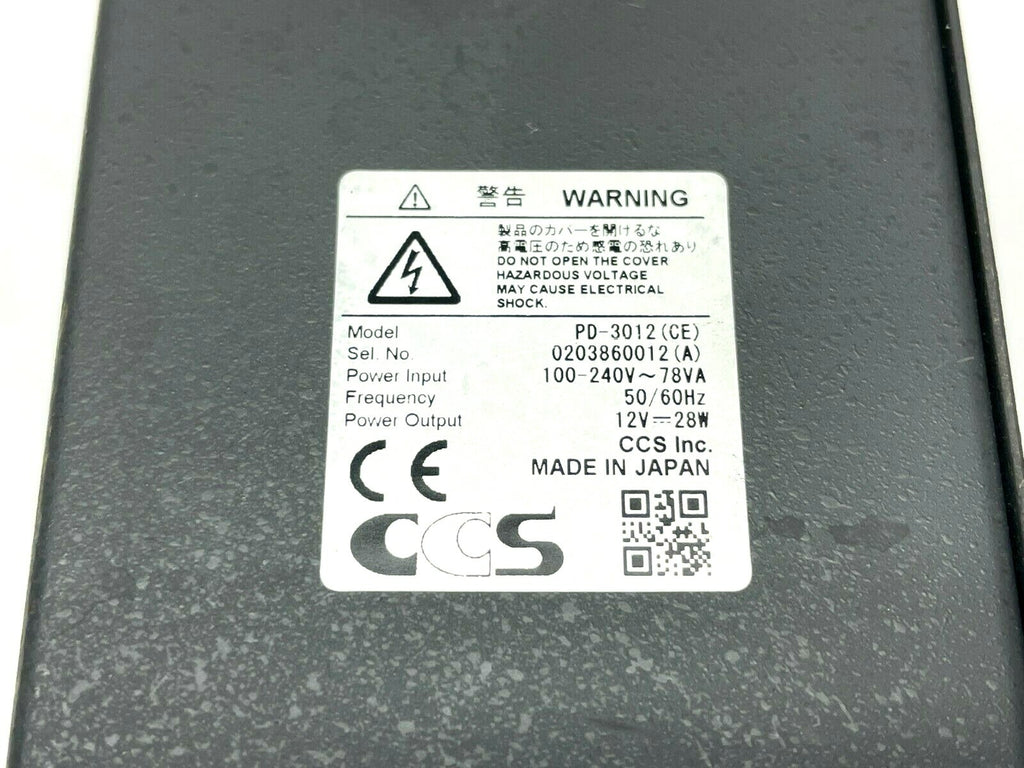 警告 WARNING
製品のカバーを開けるな
高電圧のため感電の恐れあり
DO NOT OPEN THE COVER
HAZARDOUS VOLTAGE
MAY CAUSE ELECTRICAL
SHOCK.
Model PD-3012(CE)
Sel. No. 0203860012(A)
Power Input 100-240V~78VA
Frequency 50/60Hz
Power Output 12V⎓28W
CCS Inc.
MADE IN JAPAN
CE
CCS